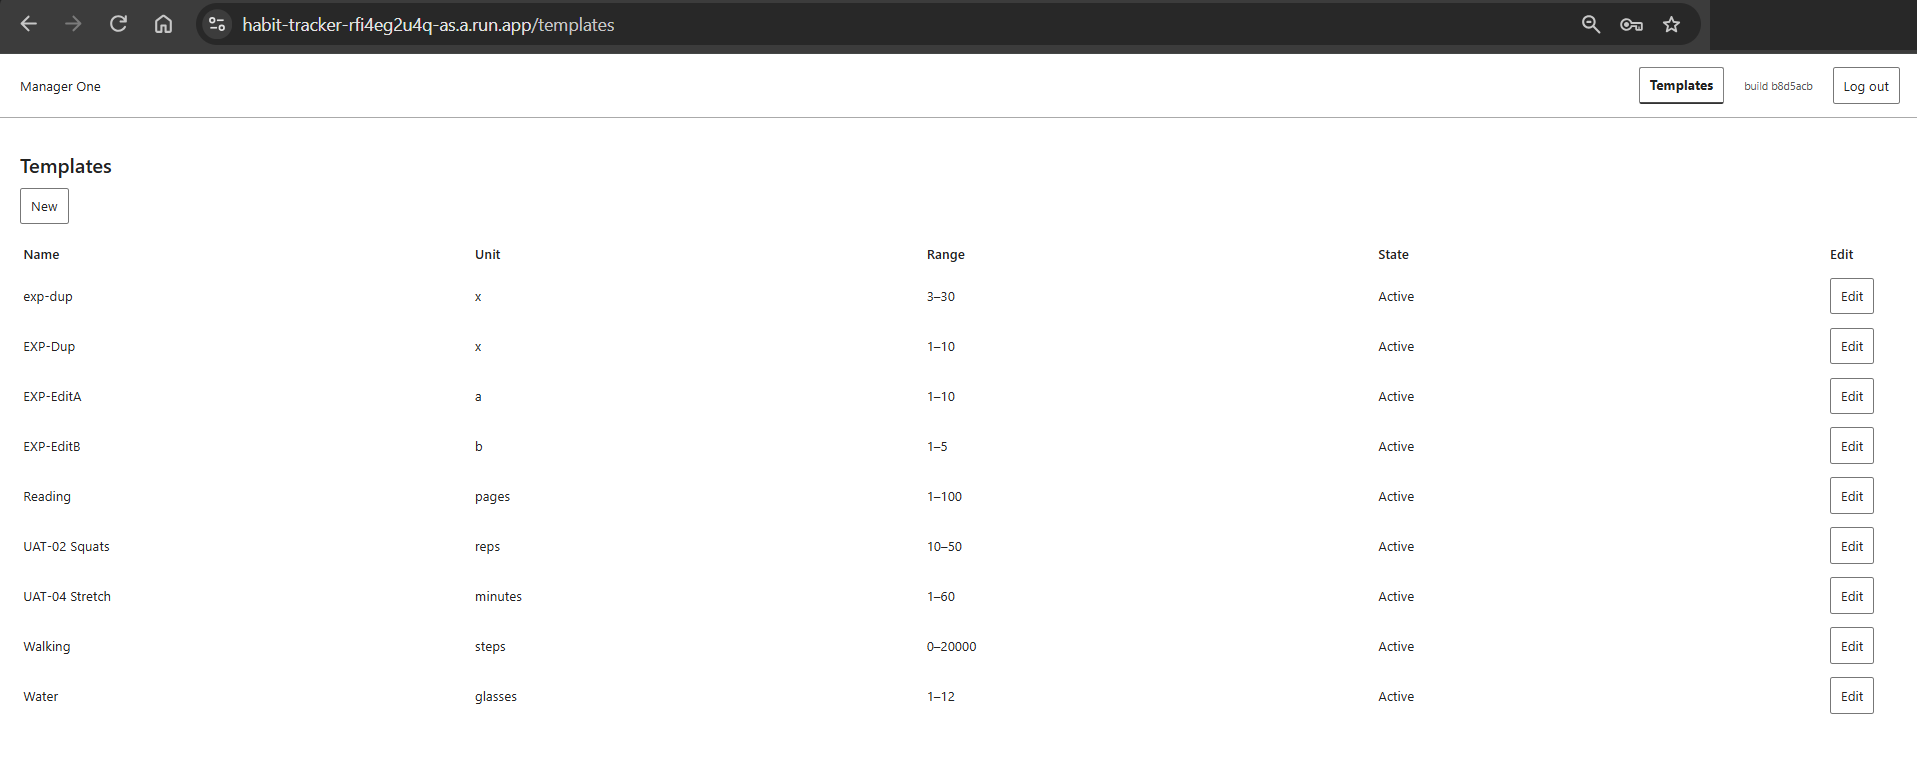 habit-tracker-rfi4eg2u4q-as.a.run.app/templates
Manager One Templates build b8d5acb Log out
Templates
New
Name Unit Range State Edit
exp-dup x 3–30 Active Edit
EXP-Dup x 1–10 Active Edit
EXP-EditA a 1–10 Active Edit
EXP-EditB b 1–5 Active Edit
Reading pages 1–100 Active Edit
UAT-02 Squats reps 10–50 Active Edit
UAT-04 Stretch minutes 1–60 Active Edit
Walking steps 0–20000 Active Edit
Water glasses 1–12 Active Edit